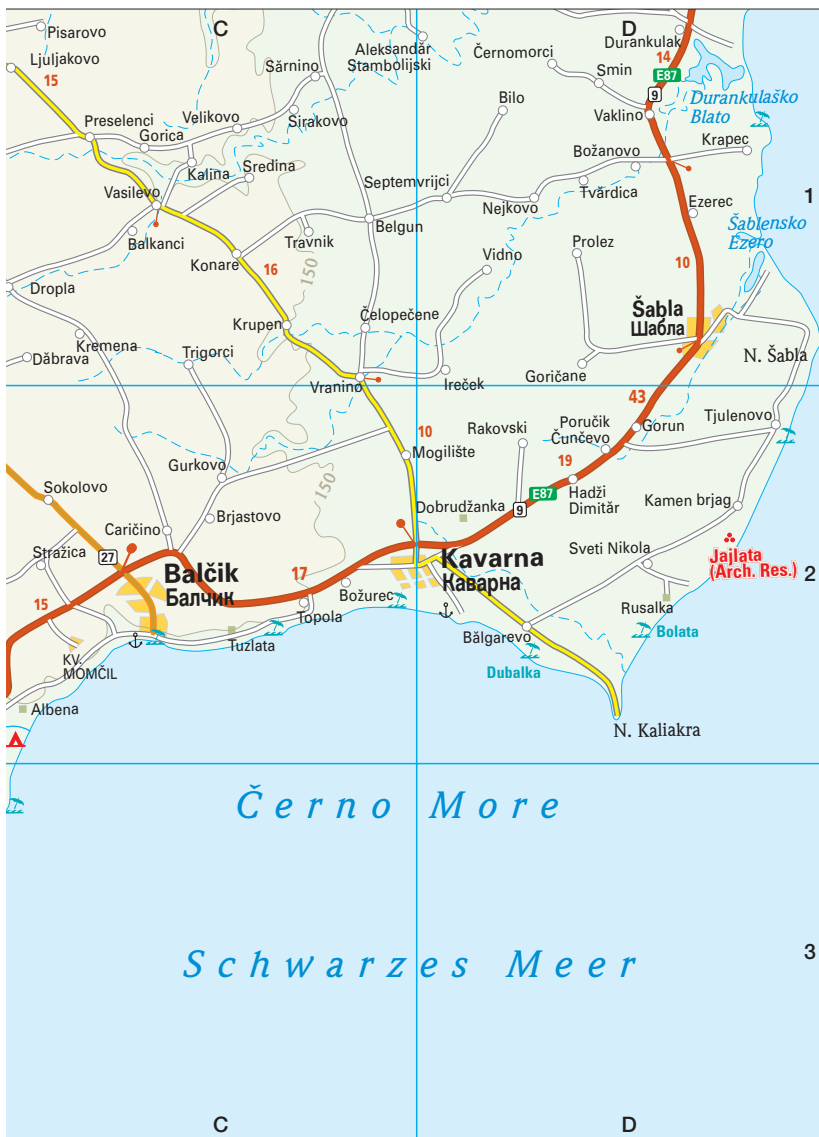 C
D
Pisarovo
Ljuljakovo
15
Aleksandăr
Stambolijski
Sărnino
Černomorci
Durankulak
14
E87
Smin
9
Durankulaško
Blato
Vaklino
Bilo
Preselenci
Gorica
Velikovo
Sirakovo
Kalina
Sredina
Božanovo
Krapec
Septemvrijci
Nejkovo
Tvărdica
1
Vasilevo
Balkanci
Ezerec
Šablensko
Ezero
Belgun
Travnik
Konare
16
150
Vidno
Prolez
10
Dropla
Šabla
Шабла
Čelopečene
Krupen
Kremena
Trigorci
Dăbrava
N. Šabla
Vranino
Ireček
Goričane
43
Tjulenovo
10
Rakovski
Poručik
Čunčevo
Gorun
Mogilište
19
Gurkovo
150
E87
Hadži
Dimităr
Sokolovo
Dobrudžanka
9
Kamen brjag
Caričino
Brjastovo
Stražica
27
Balčik
Балчик
17
Kavarna
Каварна
Sveti Nikola
Jajlata
(Arch. Res.)
2
15
Božurec
Topola
Rusalka
Tuzlata
Bălgarevo
Bolata
KV.
MOMČIL
Dubalka
Albena
N. Kaliakra
Černo More
Schwarzes Meer
3
C
D